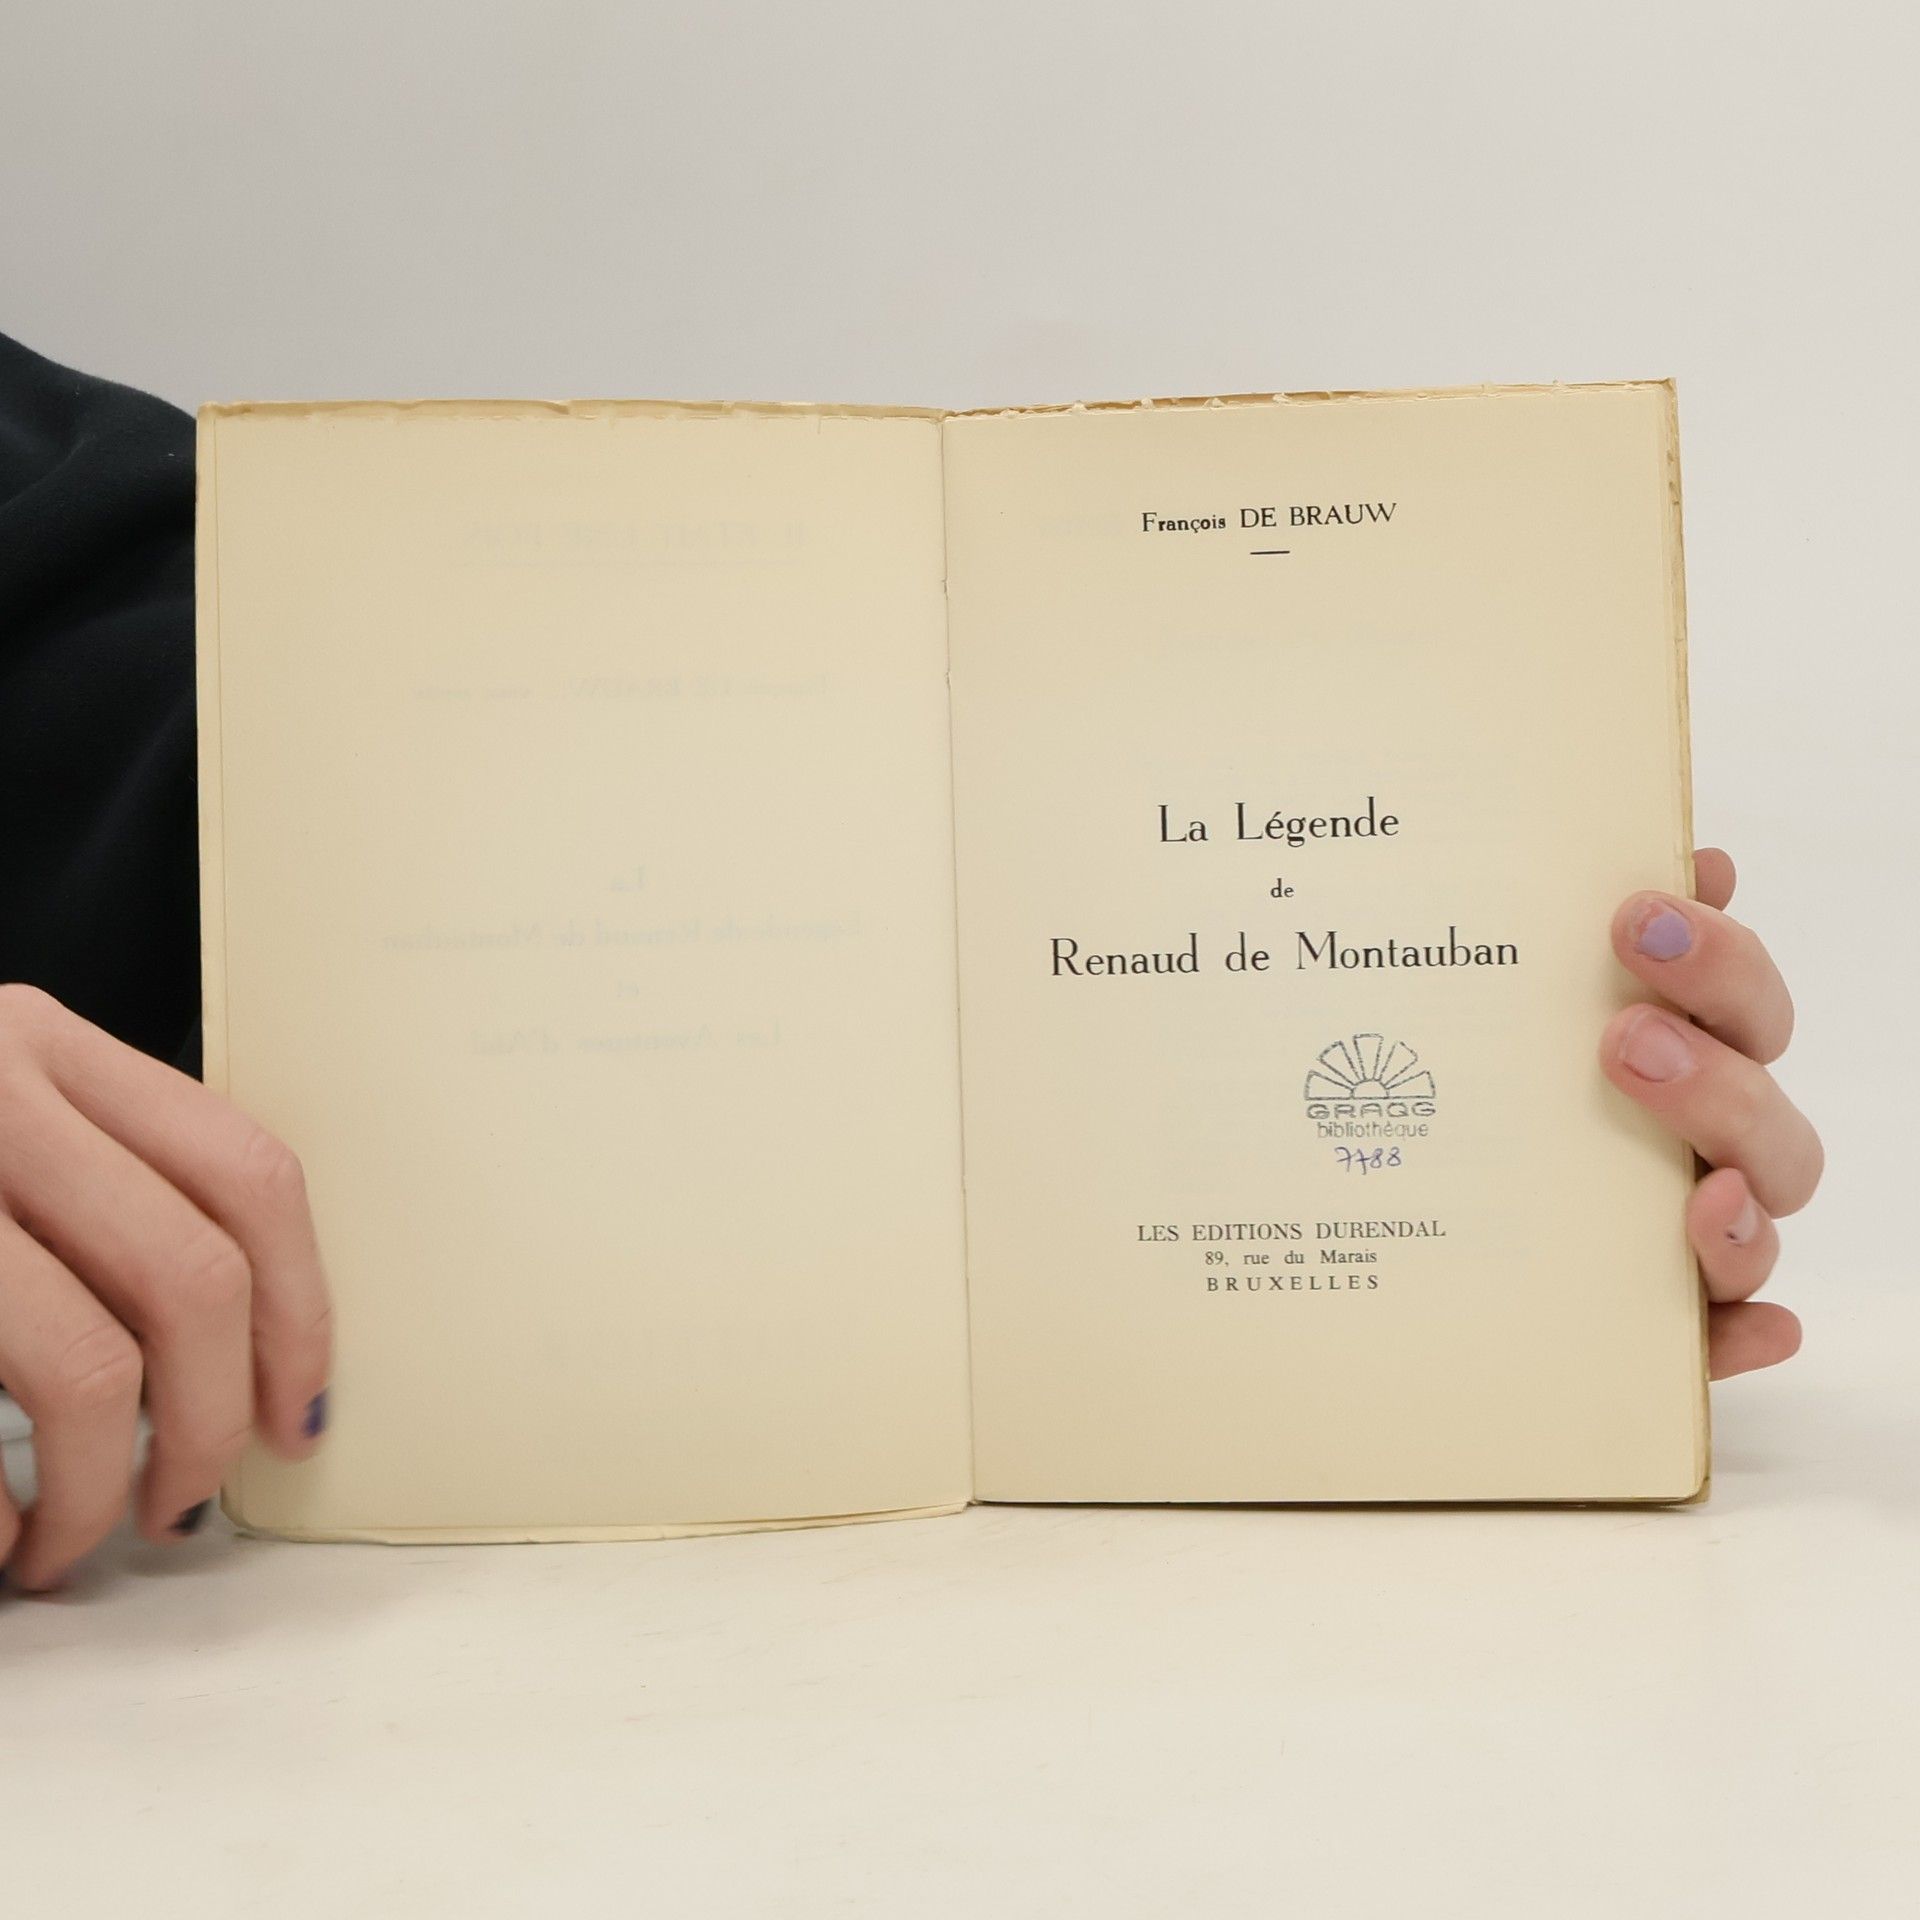 François DE BRAUW
La Légende
de
Renaud de Montauban
GRAQG
bibliothèque
7788
LES EDITIONS DURENDAL
89, rue du Marais
BRUXELLES